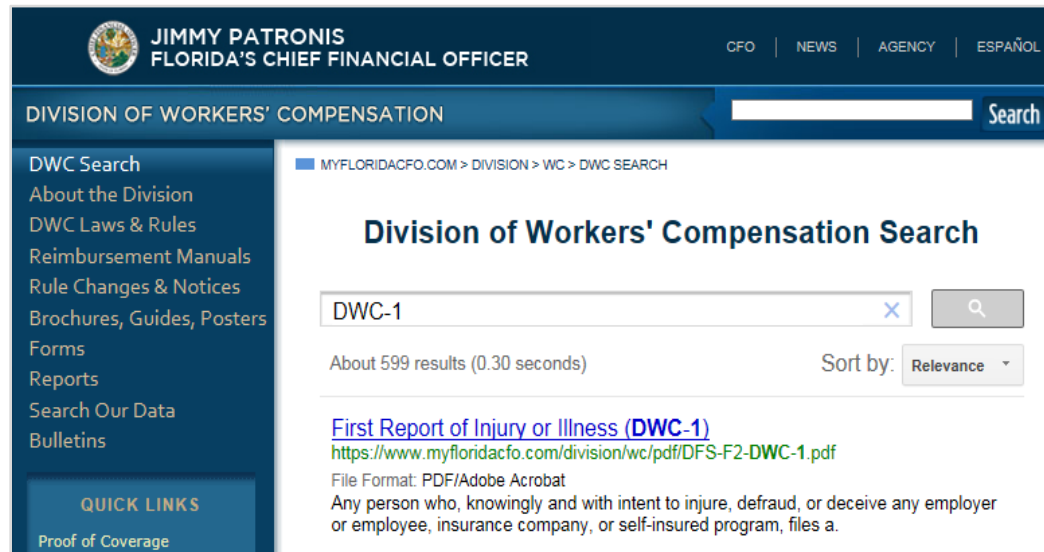 JIMMY PATRONIS
FLORIDA'S CHIEF FINANCIAL OFFICER
CFO | NEWS | AGENCY | ESPAÑOL
DIVISION OF WORKERS' COMPENSATION
Search
DWC Search
About the Division
DWC Laws & Rules
Reimbursement Manuals
Rule Changes & Notices
Brochures, Guides, Posters
Forms
Reports
Search Our Data
Bulletins
QUICK LINKS
Proof of Coverage
MYFLORIDACFO.COM > DIVISION > WC > DWC SEARCH
Division of Workers' Compensation Search
DWC-1
About 599 results (0.30 seconds)
Sort by: Relevance
First Report of Injury or Illness (DWC-1)
https://www.myfloridacfo.com/division/wc/pdf/DFS-F2-DWC-1.pdf
File Format: PDF/Adobe Acrobat
Any person who, knowingly and with intent to injure, defraud, or deceive any employer
or employee, insurance company, or self-insured program, files a.